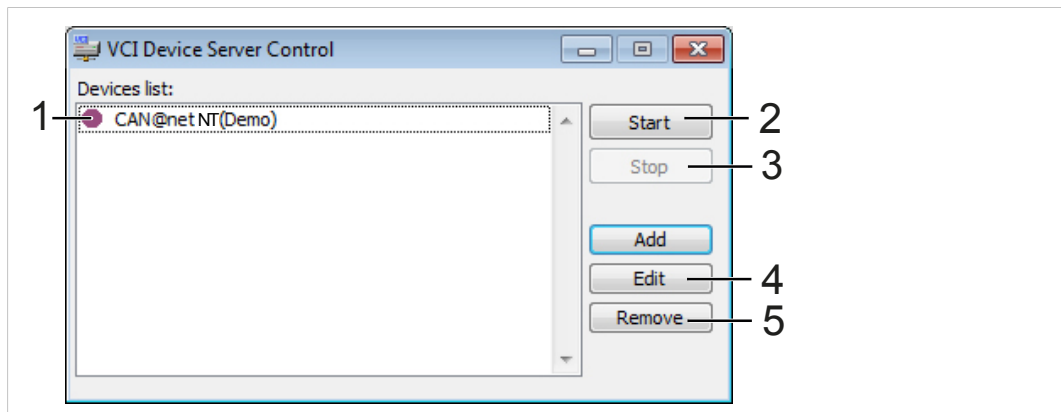 VCI Device Server Control
Devices list:
1
CAN@net NT(Demo)
Start
2
Stop
3
Add
Edit
4
Remove
5